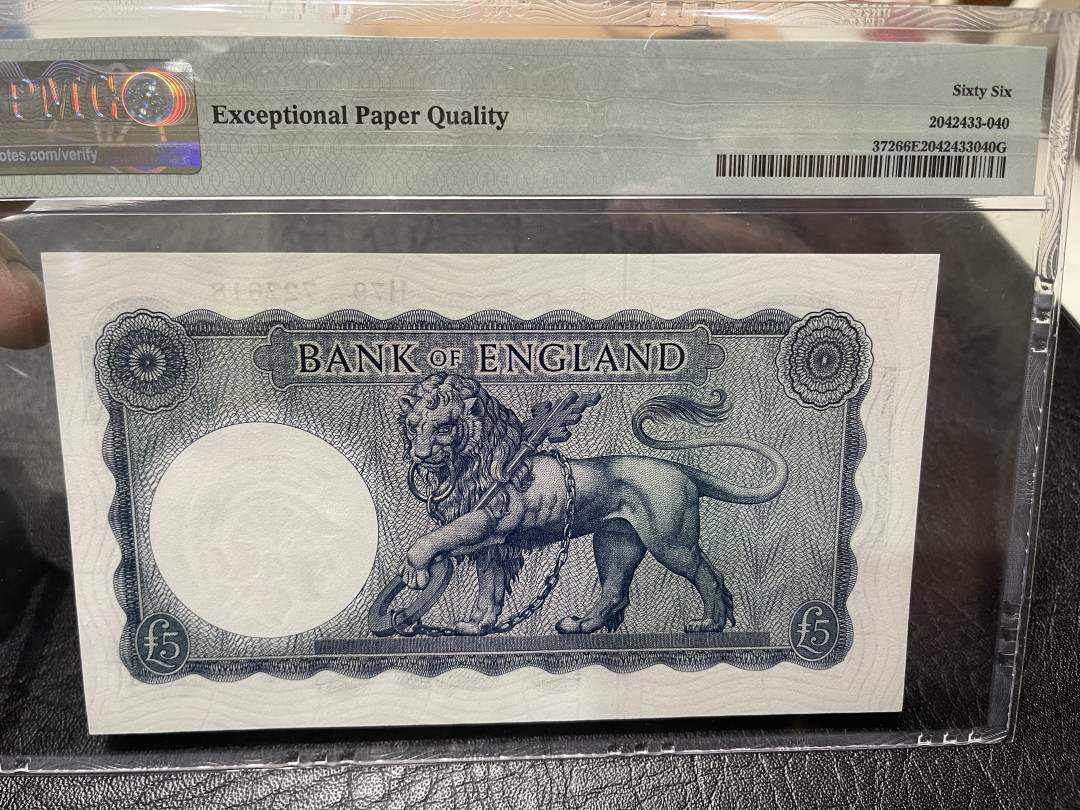 PMG
otes.com/verify
Exceptional Paper Quality
Sixty Six
2042433-040
37266E2042433040G
BANK OF ENGLAND
£5
£5